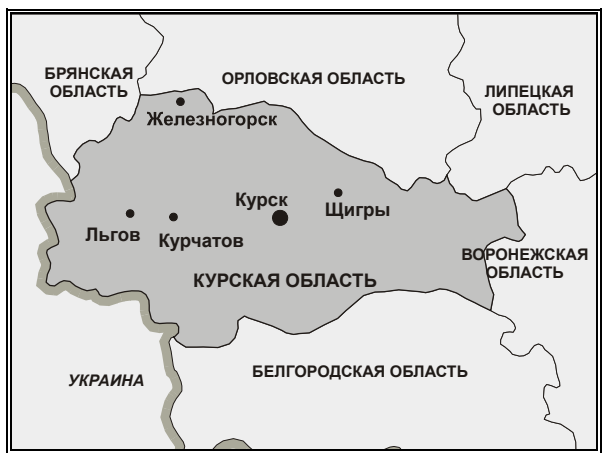 БРЯНСКАЯ
ОБЛАСТЬ
ОРЛОВСКАЯ ОБЛАСТЬ
ЛИПЕЦКАЯ
ОБЛАСТЬ
Железногорск
Курск
Щигры
Льгов
Курчатов
ВОРОНЕЖСКАЯ
ОБЛАСТЬ
КУРСКАЯ ОБЛАСТЬ
УКРАИНА
БЕЛГОРОДСКАЯ ОБЛАСТЬ